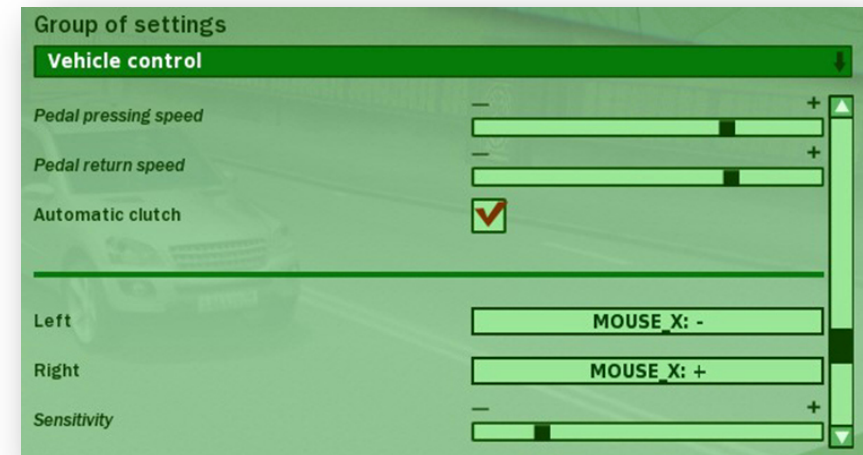 Group of settings
Vehicle control
Pedal pressing speed
— +
Pedal return speed
— +
Automatic clutch
Left MOUSE_X: -
Right MOUSE_X: +
Sensitivity
— +